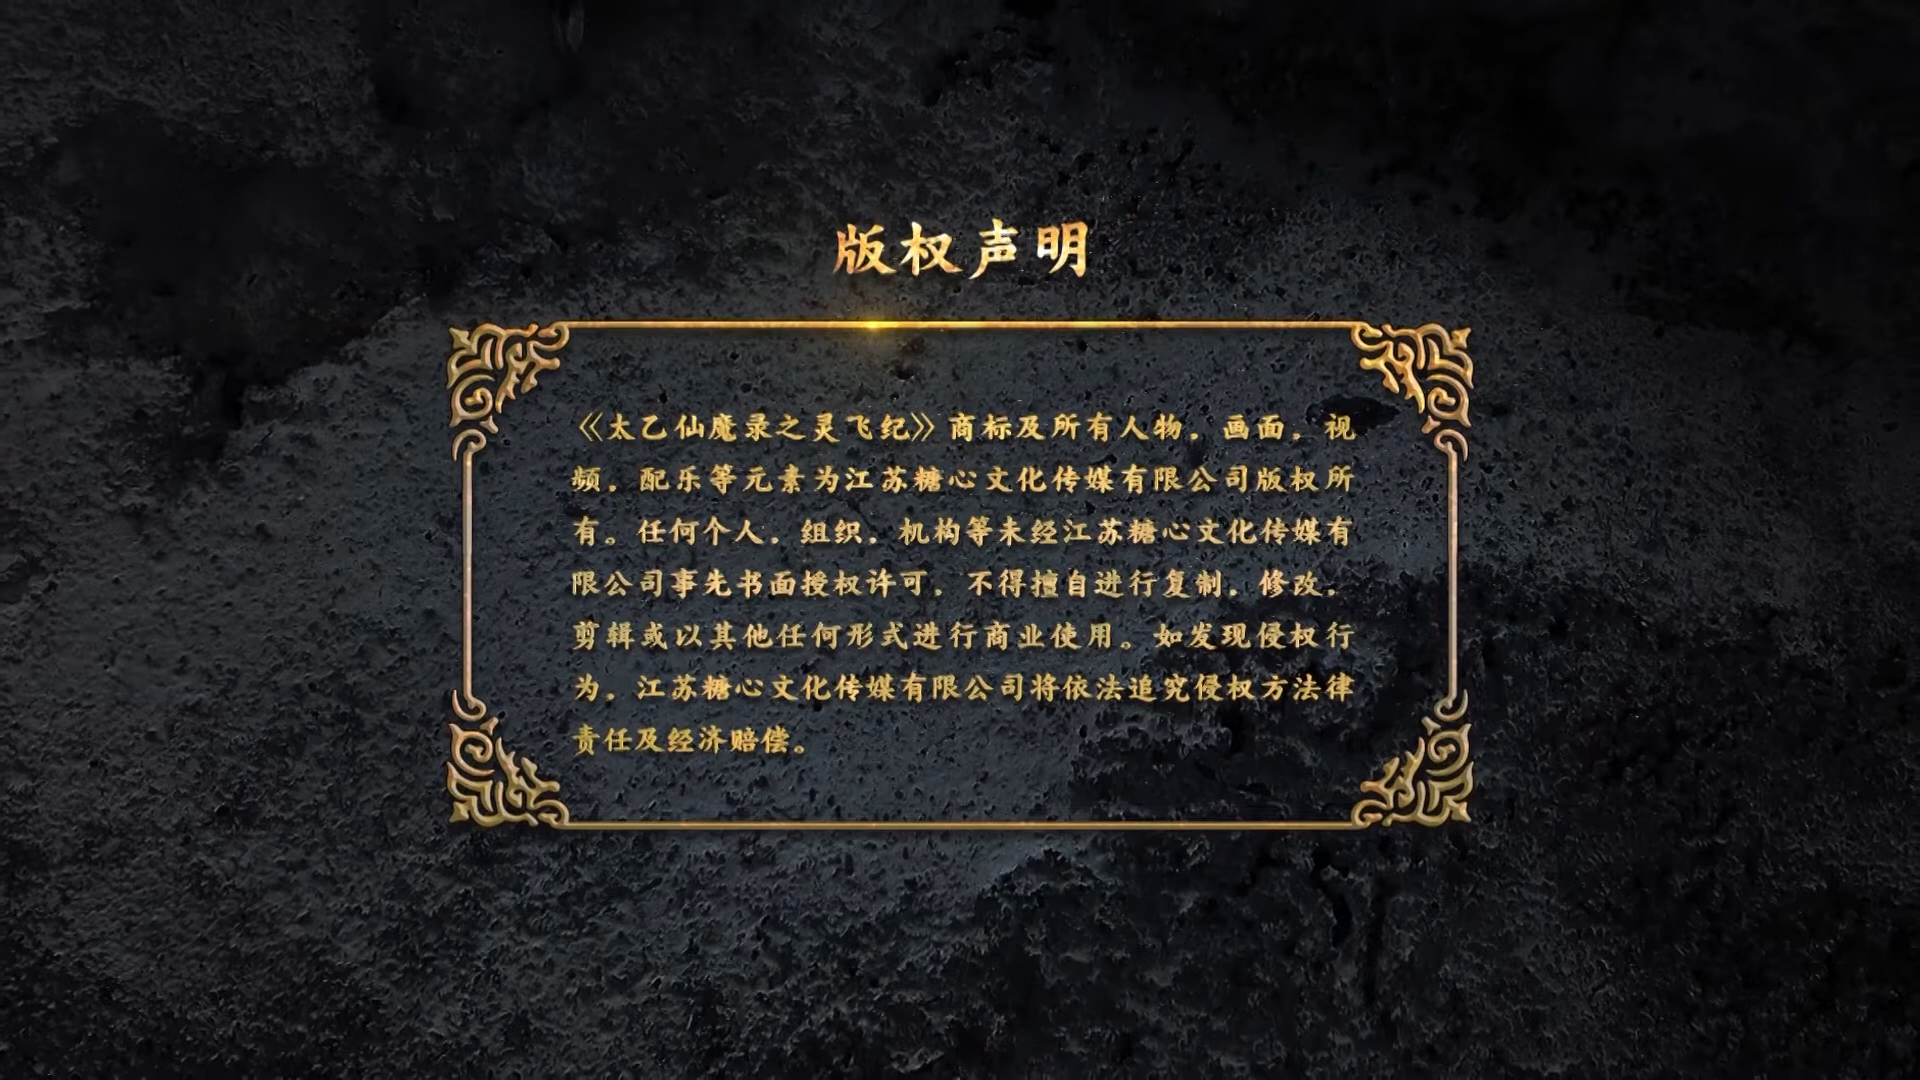 版权声明
《太乙仙魔录之灵飞纪》商标及所有人物，画面，视
频，配乐等元素为江苏糖心文化传媒有限公司版权所
有。任何个人，组织，机构等未经江苏糖心文化传媒有
限公司事先书面授权许可，不得擅自进行复制，修改，
剪辑或以其他任何形式进行商业使用。如发现侵权行
为，江苏糖心文化传媒有限公司将依法追究侵权方法律
责任及经济赔偿。